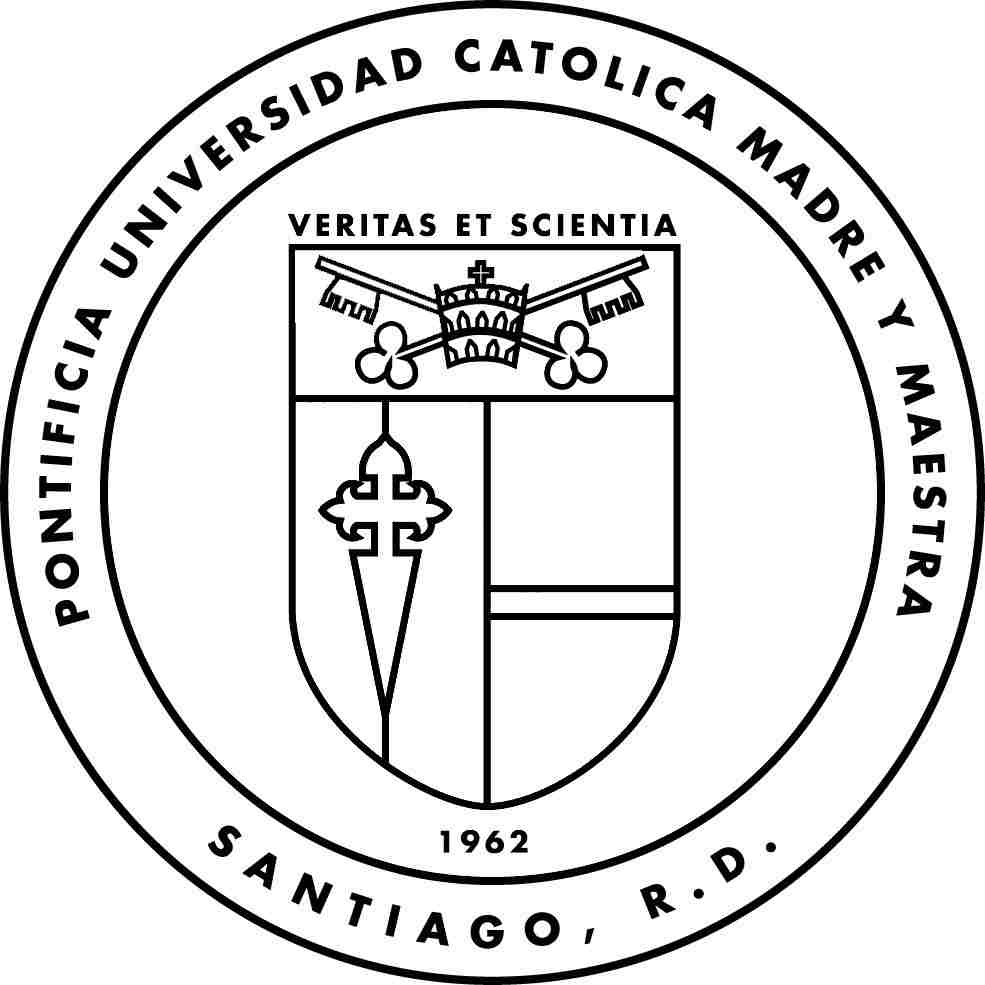 PONTIFICIA UNIVERSIDAD CATOLICA MADRE Y MAESTRA
VERITAS ET SCIENTIA
1962
SANTIAGO, R.D.